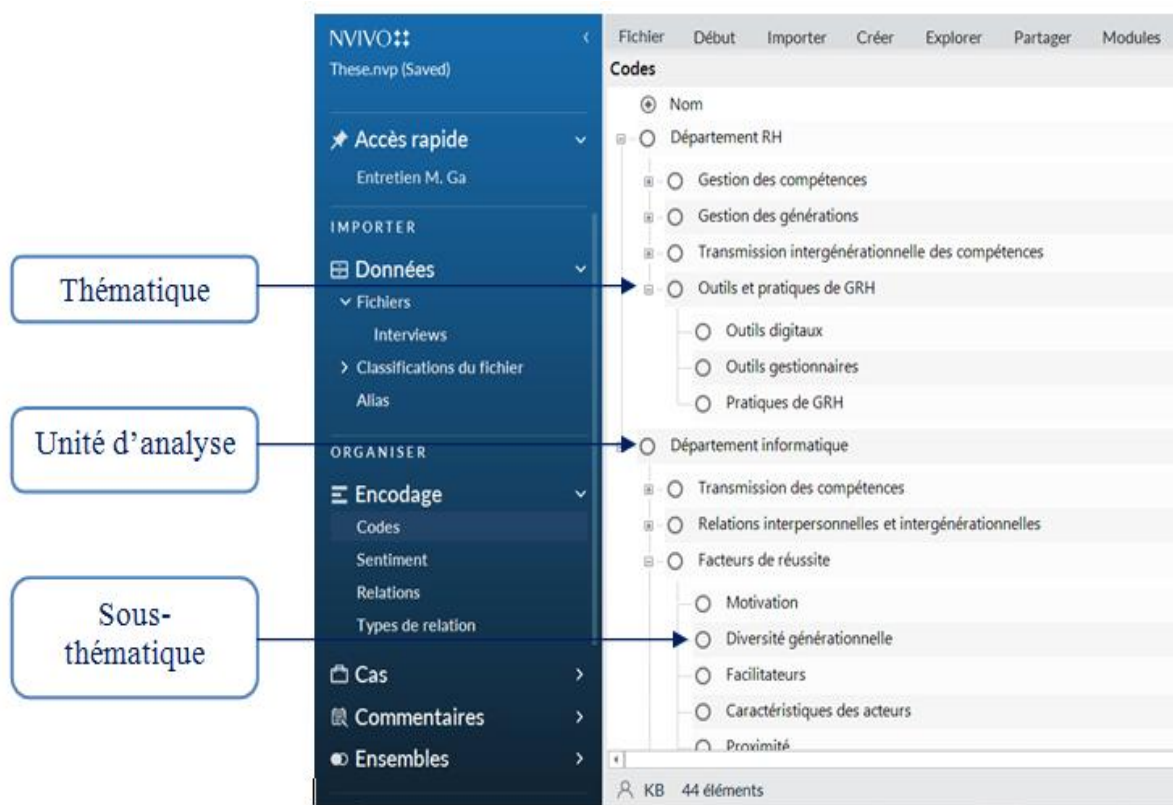 Thématique
Unité d'analyse
Sous-
thématique
NVIVO
These.nvp (Saved)
Accès rapide
Entretien M. Ga
IMPORTER
Données
Fichiers
Interviews
Classifications du fichier
Alias
ORGANISER
Encodage
Codes
Sentiment
Relations
Types de relation
Cas
Commentaires
Ensembles
Fichier Début Importer Créer Explorer Partager Modules
Codes
Nom
Département RH
Gestion des compétences
Gestion des générations
Transmission intergénérationnelle des compétences
Outils et pratiques de GRH
Outils digitaux
Outils gestionnaires
Pratiques de GRH
Département informatique
Transmission des compétences
Relations interpersonnelles et intergénérationnelles
Facteurs de réussite
Motivation
Diversité générationnelle
Facilitateurs
Caractéristiques des acteurs
Proximité
KB 44 éléments